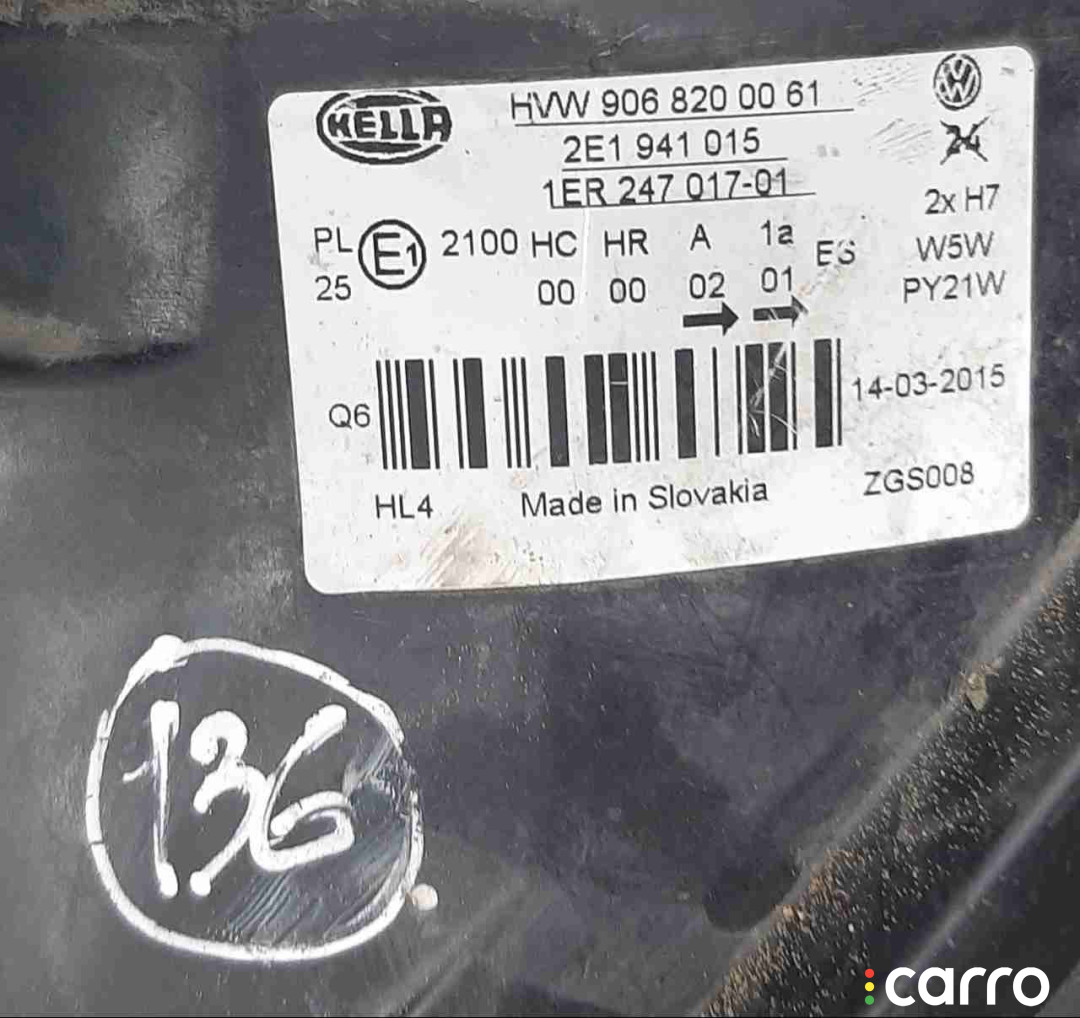 HELLA
HVW 906 820 00 61
2E1 941 015
1ER 247 017-01
24
2x H7
W5W
PY21W
PL E1 2100 HC HR A 1a ES
25 00 00 02 01
Q6 14-03-2015
HL4 Made in Slovakia ZGS008
136
carro